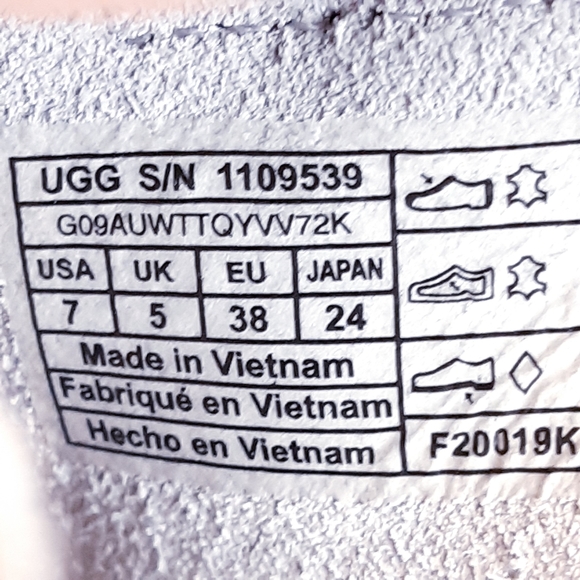 UGG S/N 1109539
G09AUWTTQYVV72K
USA UK EU JAPAN
7 5 38 24
Made in Vietnam
Fabriqué en Vietnam
Hecho en Vietnam
F20019K